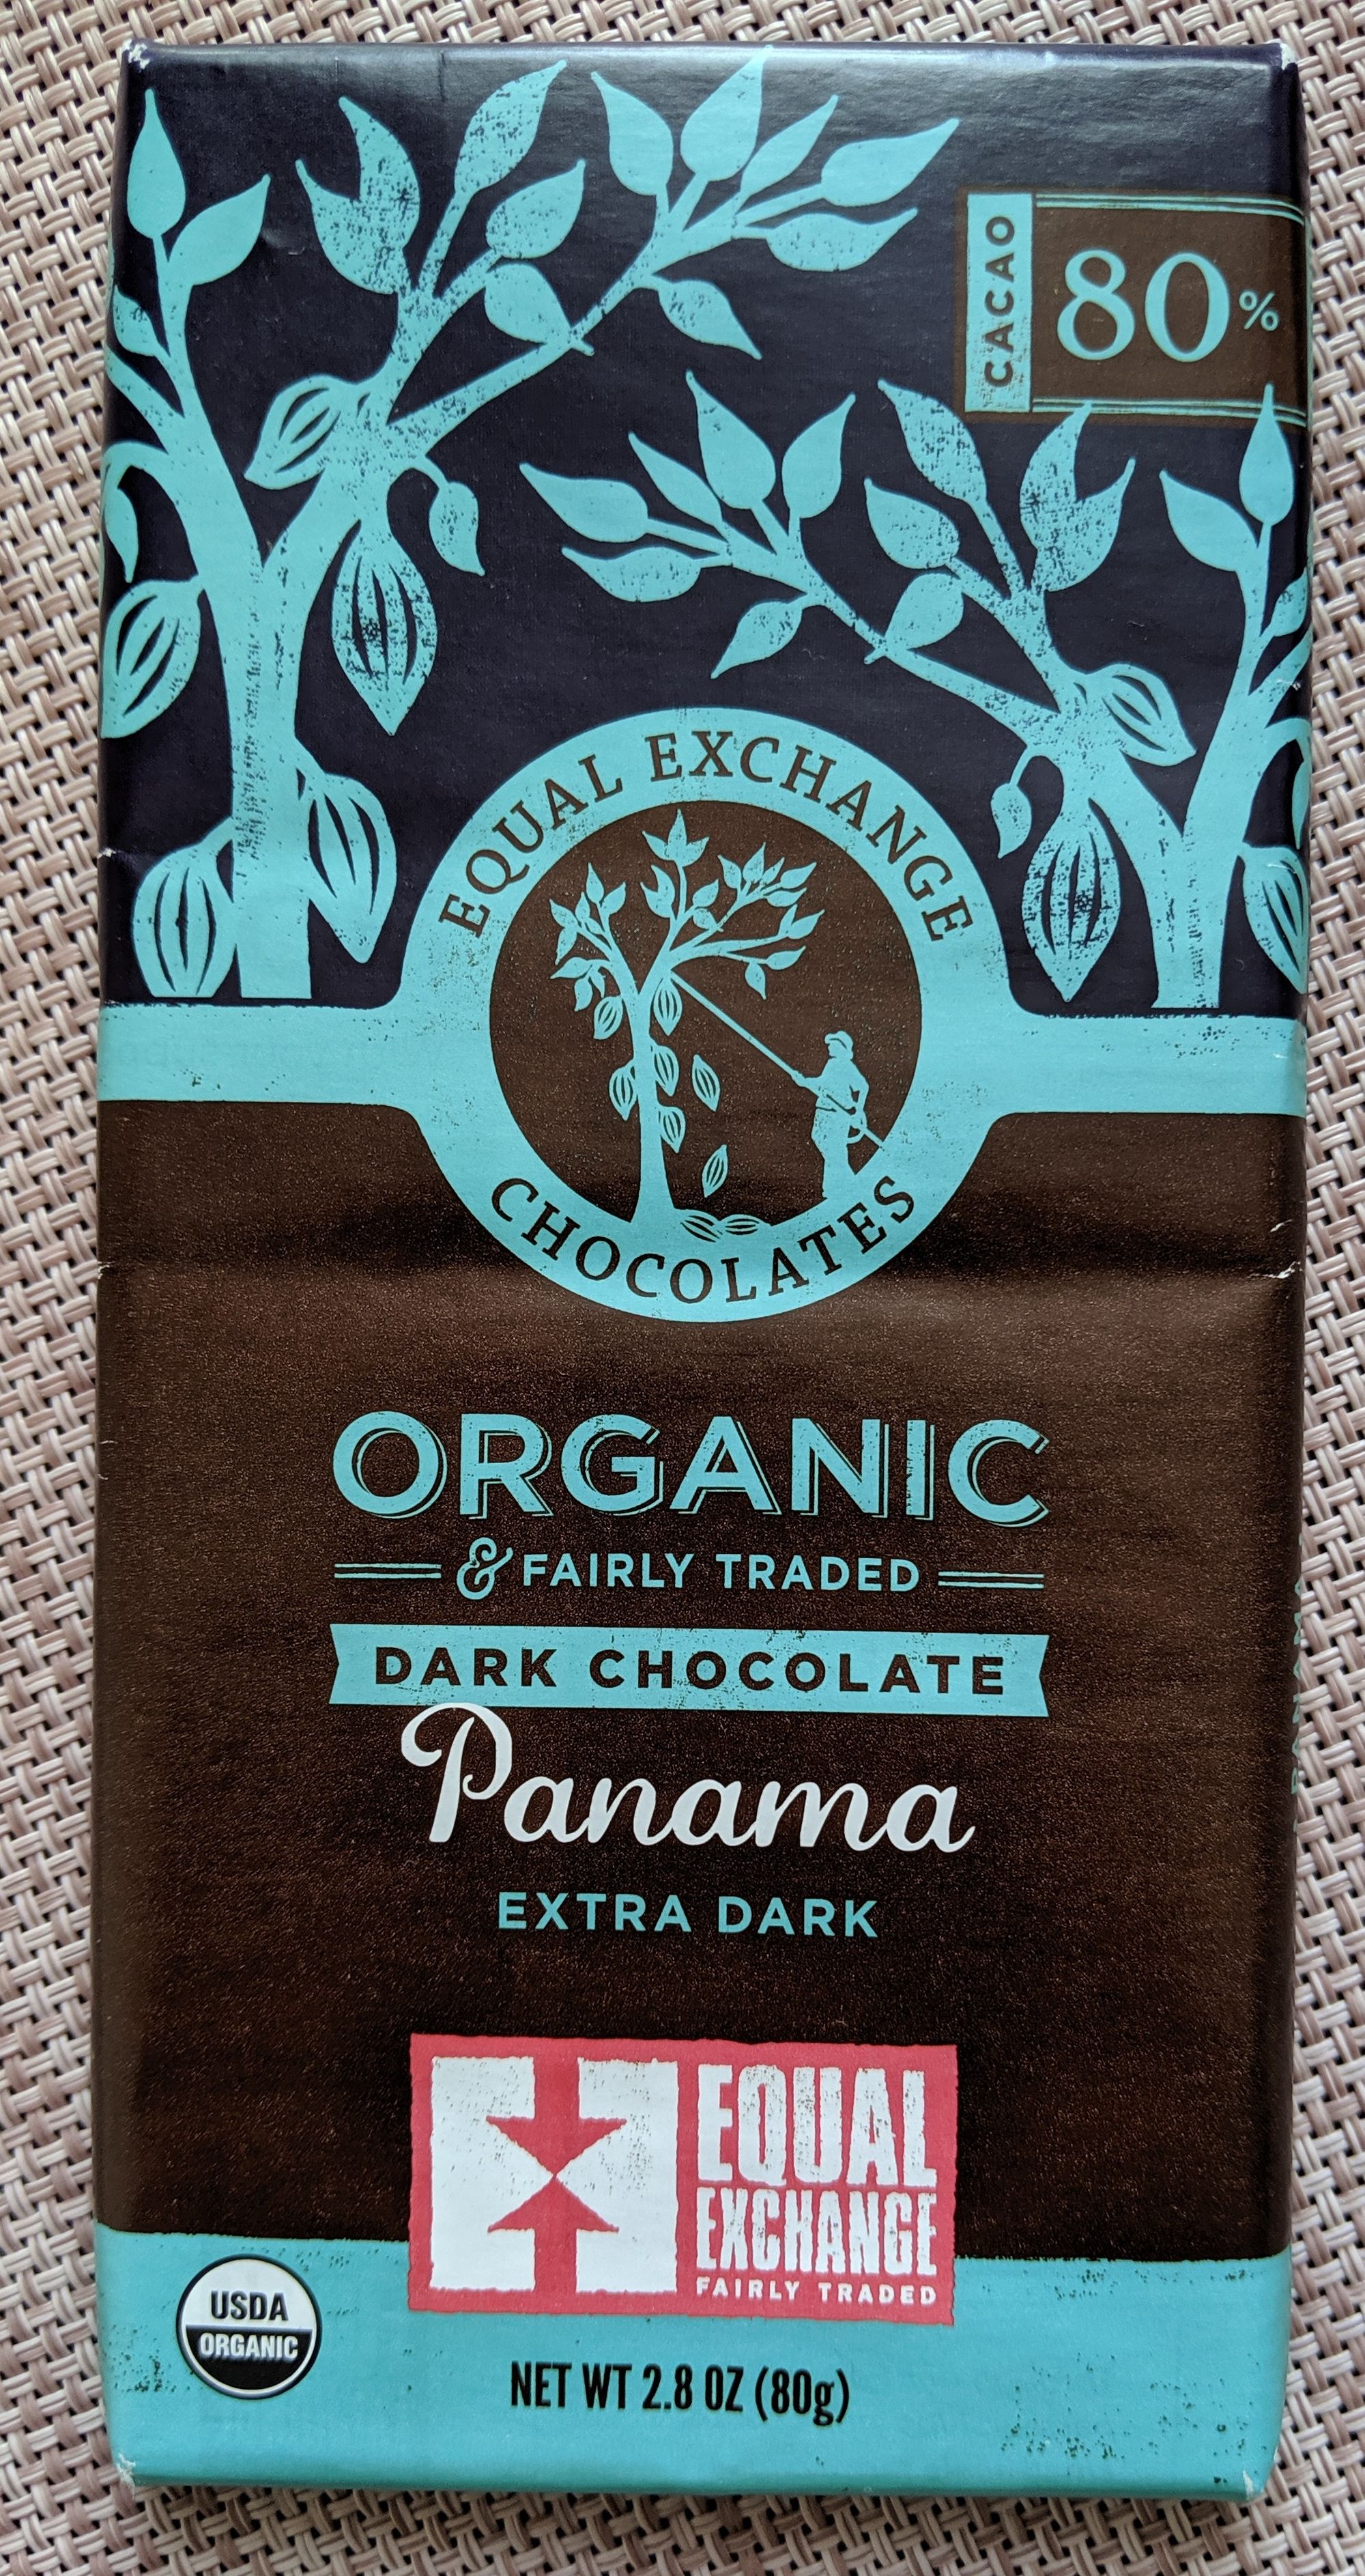 CACAO
80%
EQUAL EXCHANGE
CHOCOLATES
ORGANIC
& FAIRLY TRADED
DARK CHOCOLATE
Panama
EXTRA DARK
PANAMA
EQUAL
EXCHANGE
FAIRLY TRADED
USDA
ORGANIC
NET WT 2.8 OZ (80g)